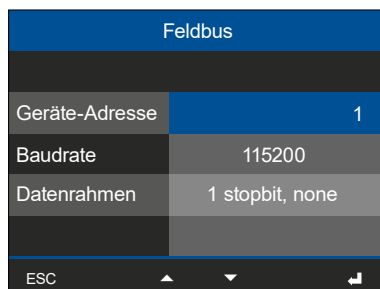 Feldbus
Geräte-Adresse 1
Baudrate 115200
Datenrahmen 1 stopbit, none
ESC